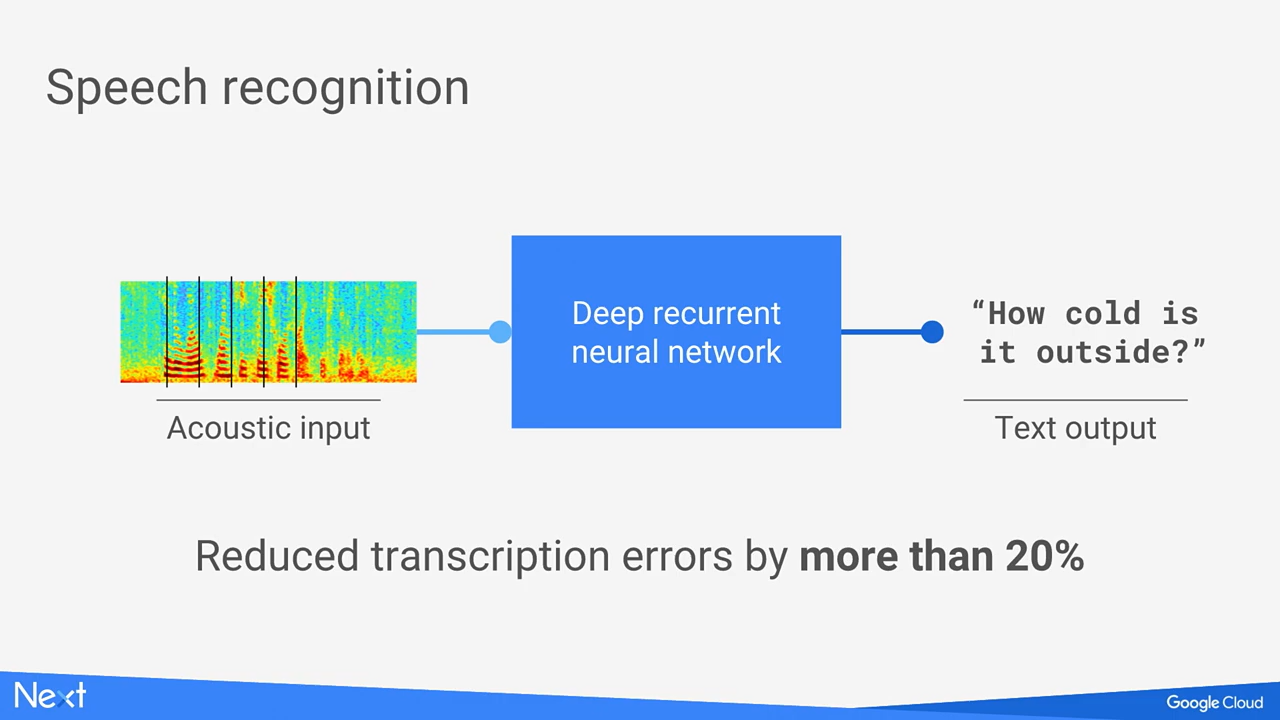 Speech recognition
Deep recurrent
neural network
“How cold is
it outside?”
Acoustic input
Text output
Reduced transcription errors by more than 20%
Next
Google Cloud